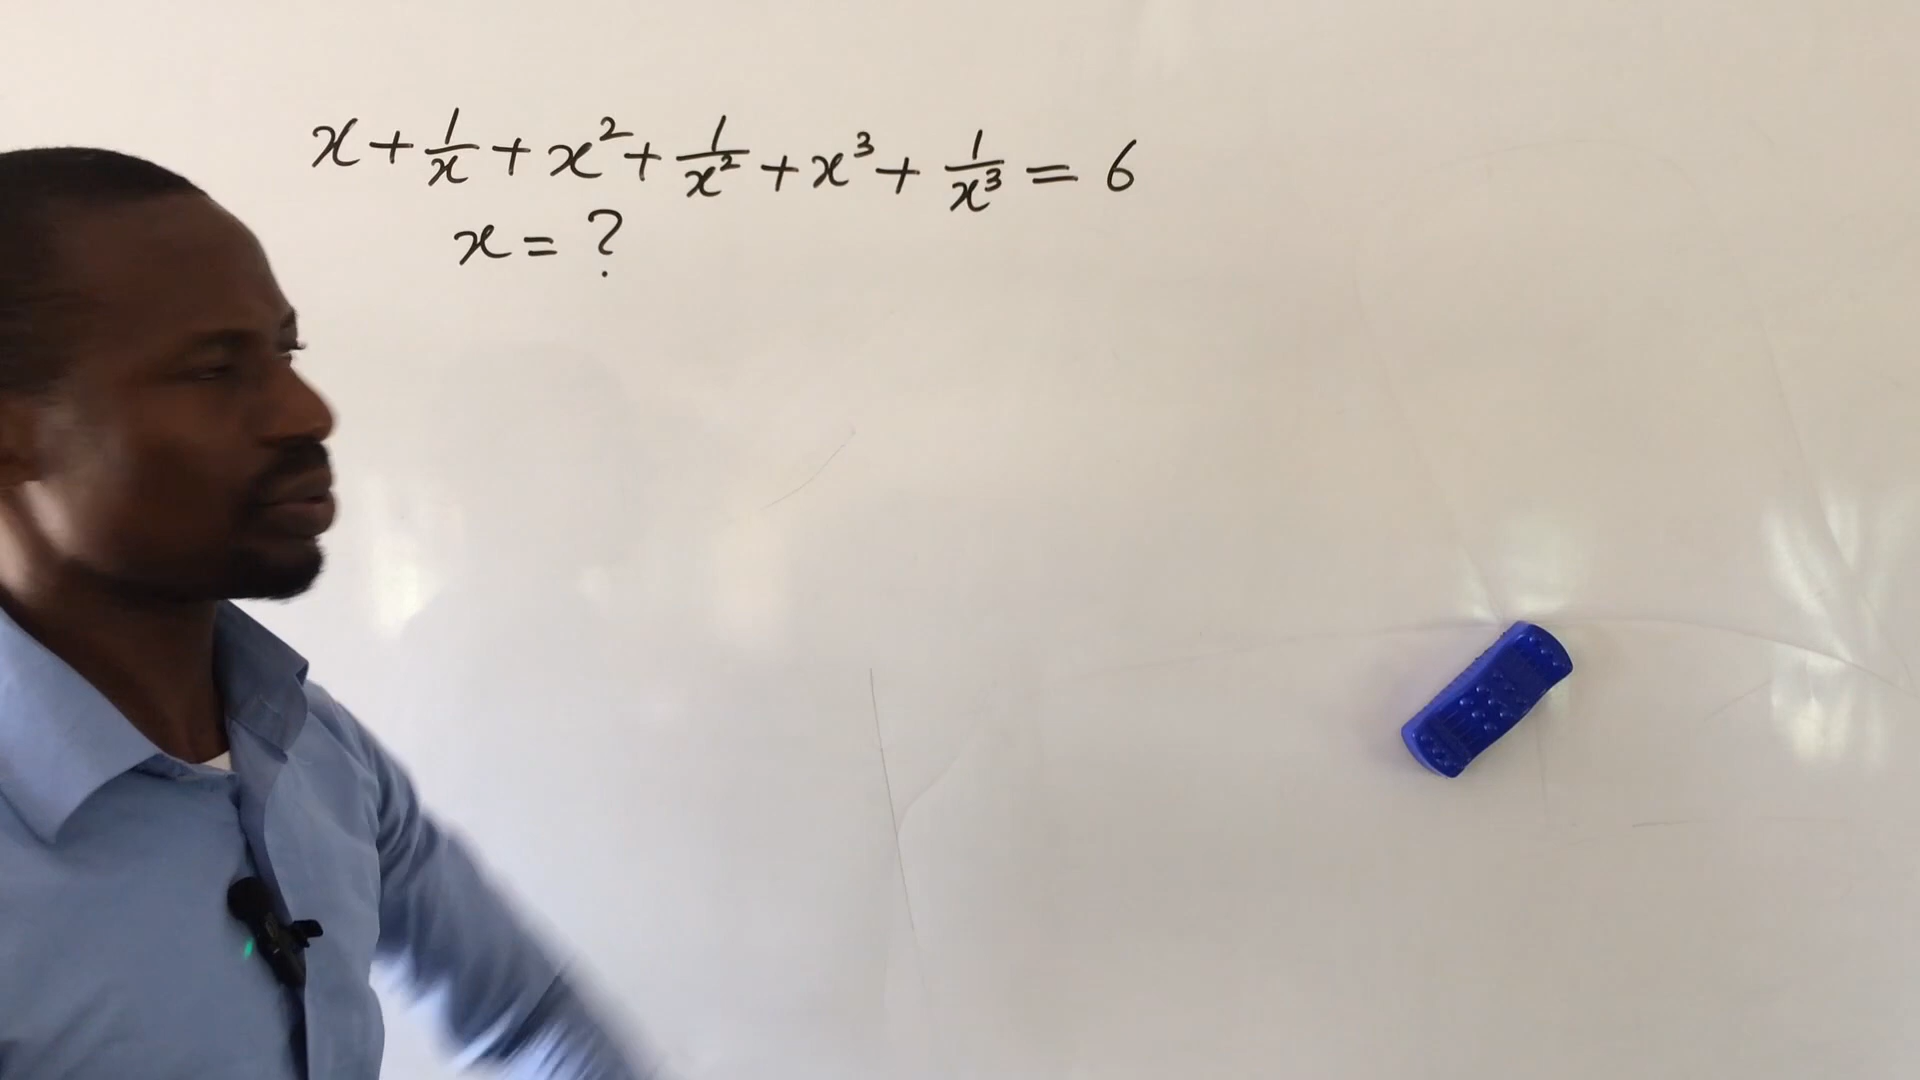 x + 1/x + x² + 1/x² + x³ + 1/x³ = 6
x = ?